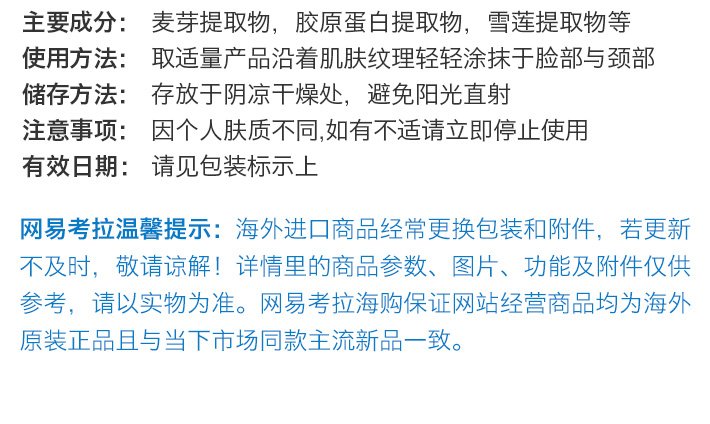 主要成分： 麦芽提取物，胶原蛋白提取物，雪莲提取物等
使用方法： 取适量产品沿着肌肤纹理轻轻涂抹于脸部与颈部
储存方法： 存放于阴凉干燥处，避免阳光直射
注意事项： 因个人肤质不同,如有不适请立即停止使用
有效日期： 请见包装标示上
网易考拉温馨提示：海外进口商品经常更换包装和附件，若更新
不及时，敬请谅解！详情里的商品参数、图片、功能及附件仅供
参考，请以实物为准。网易考拉海购保证网站经营商品均为海外
原装正品且与当下市场同款主流新品一致。